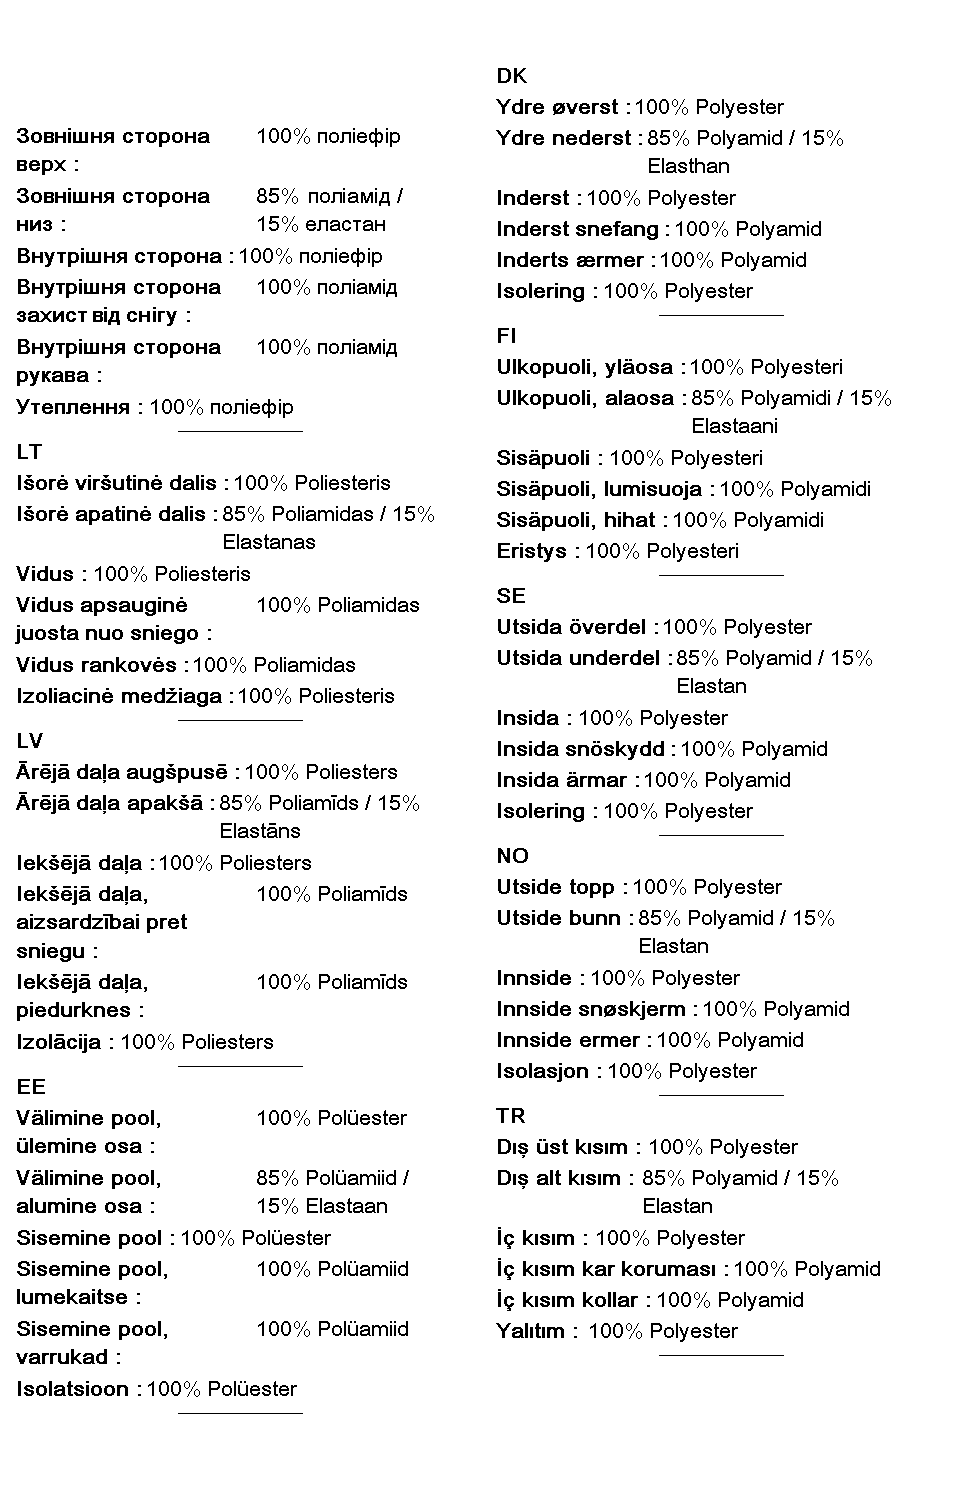 Зовнішня сторона 100% поліефір
верх :
Зовнішня сторона 85% поліамід /
низ : 15% еластан
Внутрішня сторона : 100% поліефір
Внутрішня сторона 100% поліамід
захист від снігу :
Внутрішня сторона 100% поліамід
рукава :
Утеплення : 100% поліефір
LT
Išorė viršutinė dalis : 100% Poliesteris
Išorė apatinė dalis : 85% Poliamidas / 15%
Elastanas
Vidus : 100% Poliesteris
Vidus apsauginė 100% Poliamidas
juosta nuo sniego :
Vidus rankovės : 100% Poliamidas
Izoliacinė medžiaga : 100% Poliesteris
LV
Ārējā daļa augšpusē : 100% Poliesters
Ārējā daļa apakšā : 85% Poliamīds / 15%
Elastāns
Iekšējā daļa : 100% Poliesters
Iekšējā daļa, 100% Poliamīds
aizsardzībai pret
sniegu :
Iekšējā daļa, 100% Poliamīds
piedurknes :
Izolācija : 100% Poliesters
EE
Välimine pool, 100% Polüester
ülemine osa :
Välimine pool, 85% Polüamiid /
alumine osa : 15% Elastaan
Sisemine pool : 100% Polüester
Sisemine pool, 100% Polüamiid
lumekaitse :
Sisemine pool, 100% Polüamiid
varrukad :
Isolatsioon : 100% Polüester
DK
Ydre øverst : 100% Polyester
Ydre nederst : 85% Polyamid / 15%
Elasthan
Inderst : 100% Polyester
Inderst snefang : 100% Polyamid
Inderts ærmer : 100% Polyamid
Isolering : 100% Polyester
FI
Ulkopuoli, yläosa : 100% Polyesteri
Ulkopuoli, alaosa : 85% Polyamidi / 15%
Elastaani
Sisäpuoli : 100% Polyesteri
Sisäpuoli, lumisuoja : 100% Polyamidi
Sisäpuoli, hihat : 100% Polyamidi
Eristys : 100% Polyesteri
SE
Utsida överdel : 100% Polyester
Utsida underdel : 85% Polyamid / 15%
Elastan
Insida : 100% Polyester
Insida snöskydd : 100% Polyamid
Insida ärmar : 100% Polyamid
Isolering : 100% Polyester
NO
Utside topp : 100% Polyester
Utside bunn : 85% Polyamid / 15%
Elastan
Innside : 100% Polyester
Innside snøskjerm : 100% Polyamid
Innside ermer : 100% Polyamid
Isolasjon : 100% Polyester
TR
Dış üst kısım : 100% Polyester
Dış alt kısım : 85% Polyamid / 15%
Elastan
İç kısım : 100% Polyester
İç kısım kar koruması : 100% Polyamid
İç kısım kollar : 100% Polyamid
Yalıtım : 100% Polyester